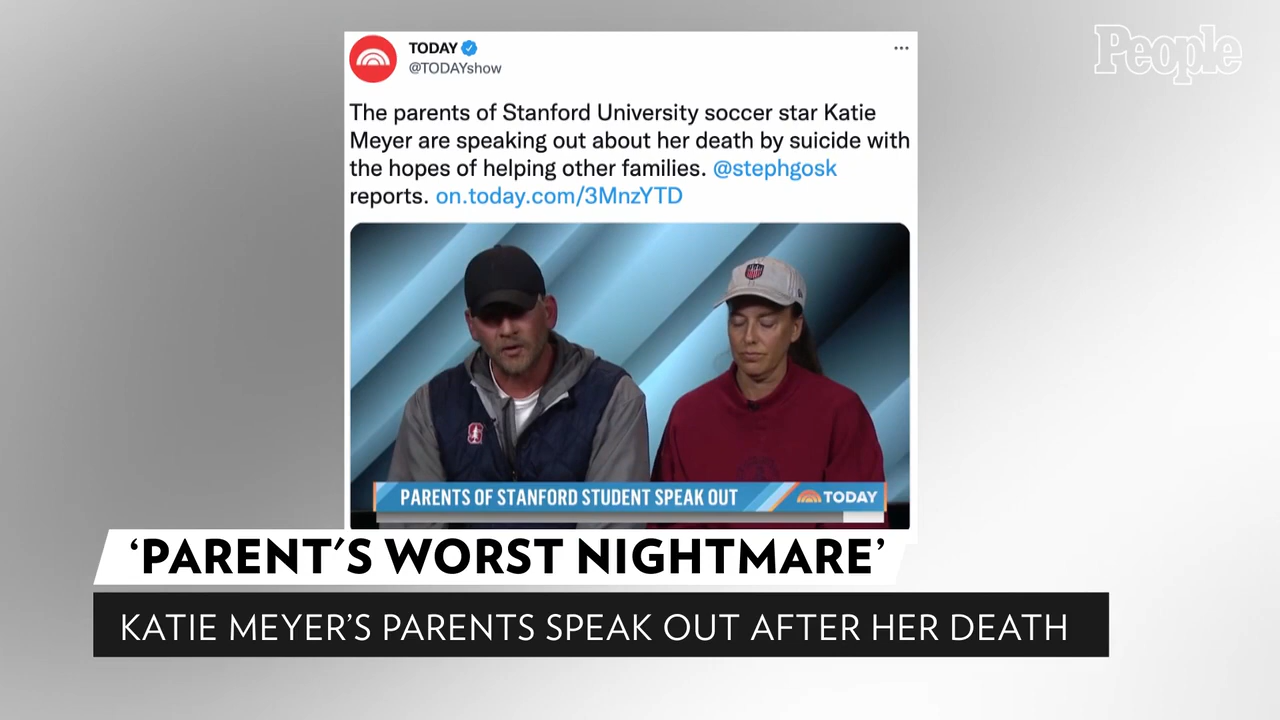 TODAY
@TODAYshow
People
The parents of Stanford University soccer star Katie
Meyer are speaking out about her death by suicide with
the hopes of helping other families. @stephgosk
reports. on.today.com/3MnzYTD
S
PARENTS OF STANFORD STUDENT SPEAK OUT
TODAY
‘PARENT’S WORST NIGHTMARE’
KATIE MEYER’S PARENTS SPEAK OUT AFTER HER DEATH